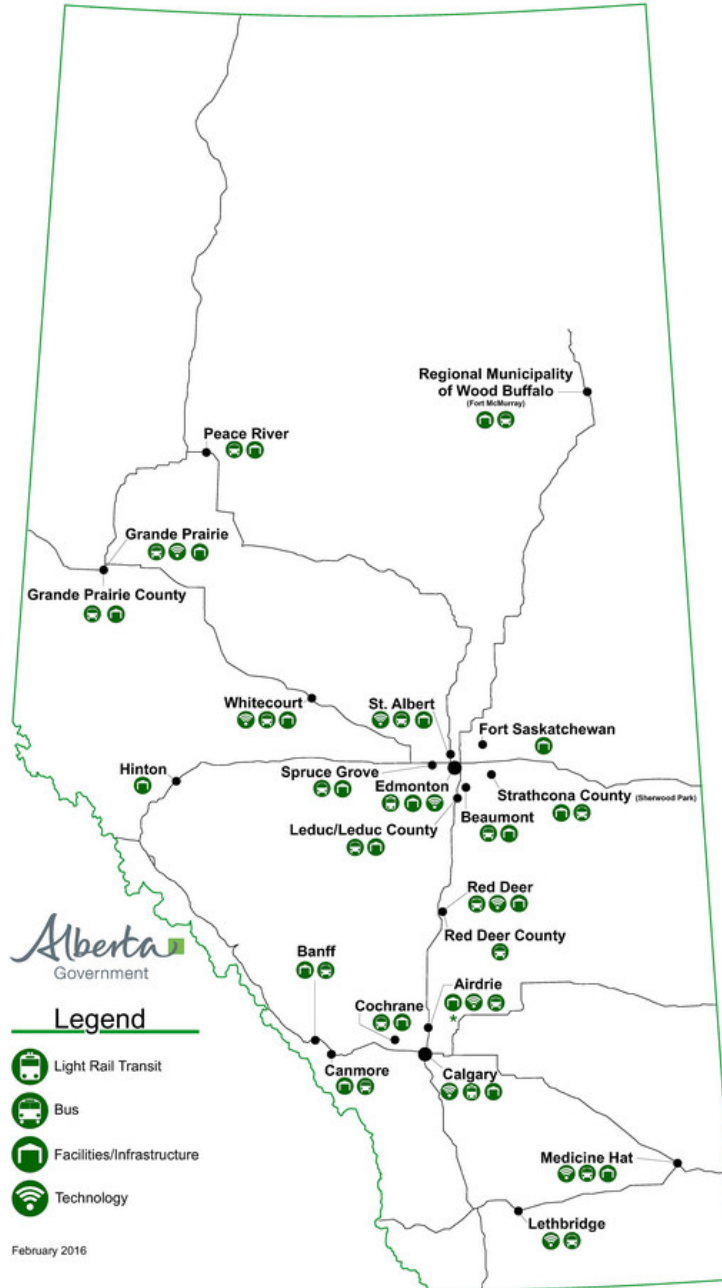 Regional Municipality
of Wood Buffalo
(Fort McMurray)
Peace River
Grande Prairie
Grande Prairie County
Whitecourt
St. Albert
Fort Saskatchewan
Hinton
Spruce Grove
Edmonton
Strathcona County (Sherwood Park)
Beaumont
Leduc/Leduc County
Red Deer
Red Deer County
Alberta
Government
Banff
Airdrie
Cochrane
*
Legend
Canmore
Calgary
Light Rail Transit
Bus
Facilities/Infrastructure
Medicine Hat
Technology
Lethbridge
February 2016